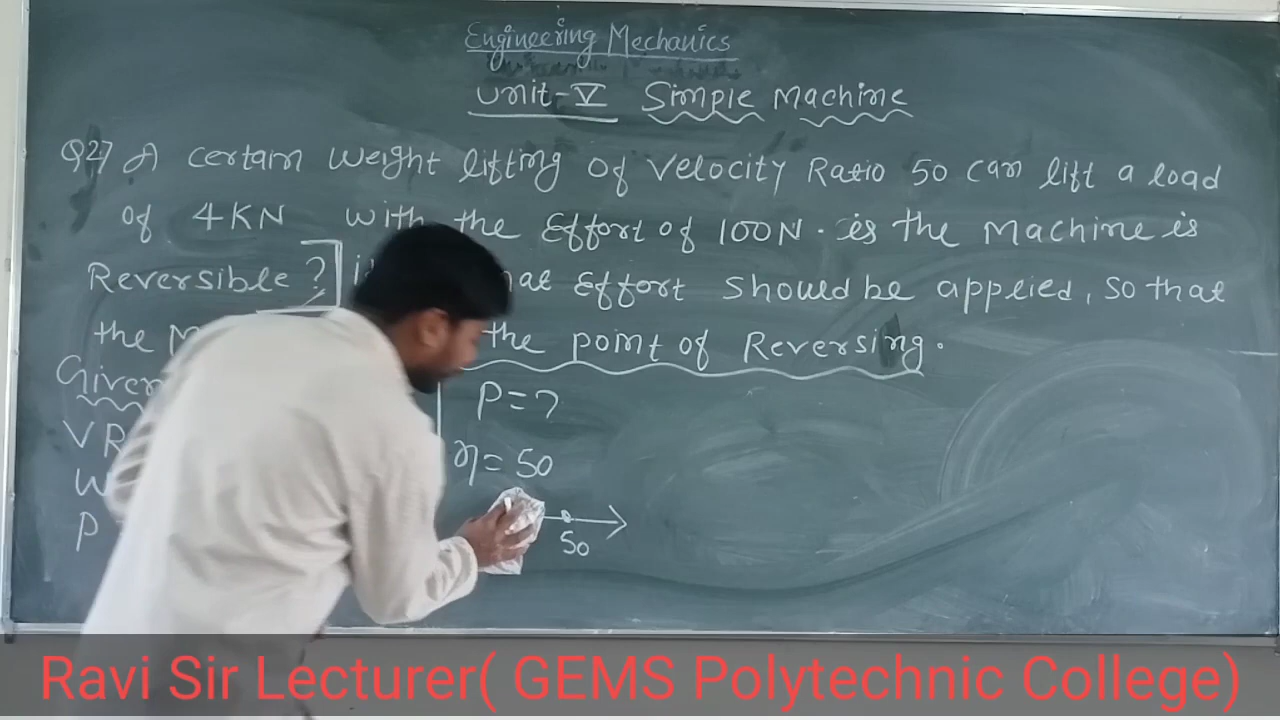 Engineering Mechanics
Unit-V Simple Machine
Q27 A certain weight lifting of Velocity Ratio 50 can lift a load
of 4KN with the Effort of 100N. is the Machine is
Reversible? Effort should be applied, so that
the the point of Reversing.
Given
VR
W
P
P=?
η=50
50
Ravi Sir Lecturer( GEMS Polytechnic College)